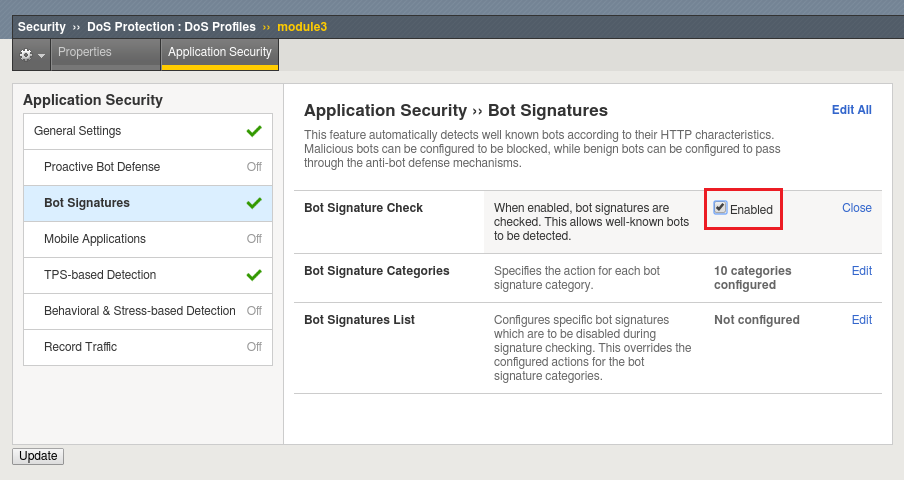 Security ›› DoS Protection : DoS Profiles ›› module3
Properties Application Security
Application Security
General Settings
Proactive Bot Defense Off
Bot Signatures
Mobile Applications Off
TPS-based Detection
Behavioral & Stress-based Detection Off
Record Traffic Off
Application Security ›› Bot Signatures Edit All
This feature automatically detects well known bots according to their HTTP characteristics.
Malicious bots can be configured to be blocked, while benign bots can be configured to pass
through the anti-bot defense mechanisms.
Bot Signature Check
When enabled, bot signatures are
checked. This allows well-known bots
to be detected.
Enabled
Close
Bot Signature Categories
Specifies the action for each bot
signature category.
10 categories
configured
Edit
Bot Signatures List
Configures specific bot signatures
which are to be disabled during
signature checking. This overrides the
configured actions for the bot
signature categories.
Not configured
Edit
Update